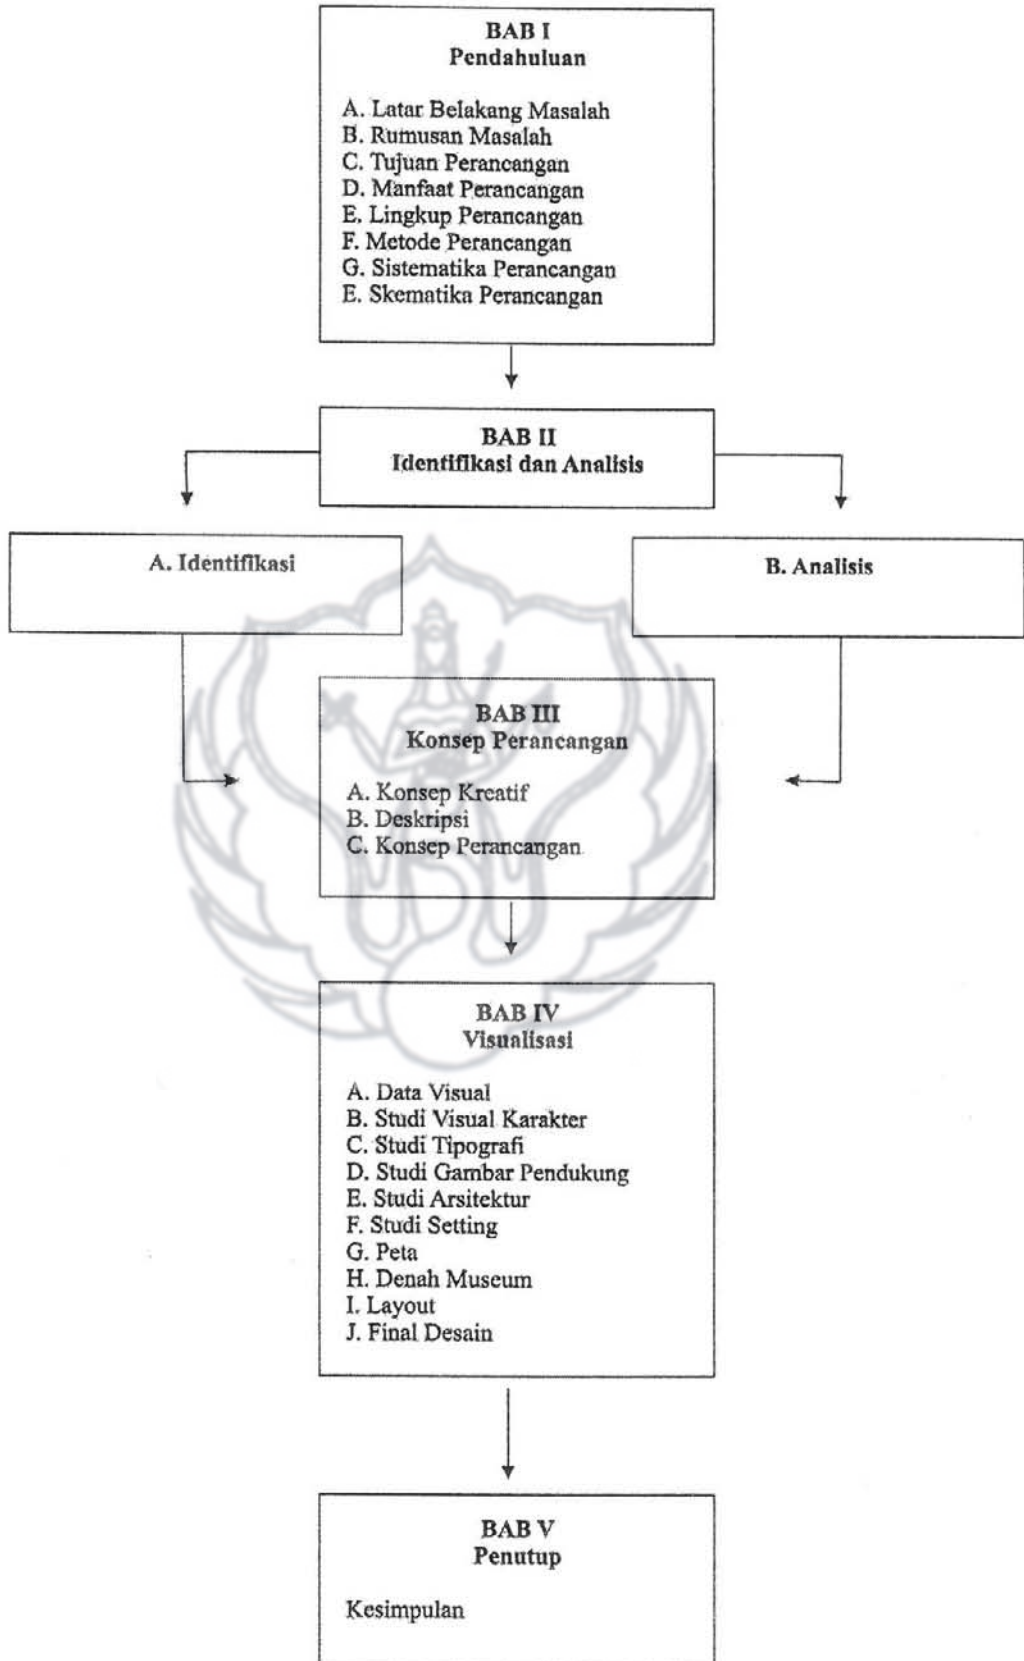 BAB I
Pendahuluan
A. Latar Belakang Masalah
B. Rumusan Masalah
C. Tujuan Perancangan
D. Manfaat Perancangan
E. Lingkup Perancangan
F. Metode Perancangan
G. Sistematika Perancangan
E. Skematika Perancangan
BAB II
Identifikasi dan Analisis
A. Identifikasi
B. Analisis
BAB III
Konsep Perancangan
A. Konsep Kreatif
B. Deskripsi
C. Konsep Perancangan
BAB IV
Visualisasi
A. Data Visual
B. Studi Visual Karakter
C. Studi Tipografi
D. Studi Gambar Pendukung
E. Studi Arsitektur
F. Studi Setting
G. Peta
H. Denah Museum
I. Layout
J. Final Desain
BAB V
Penutup
Kesimpulan